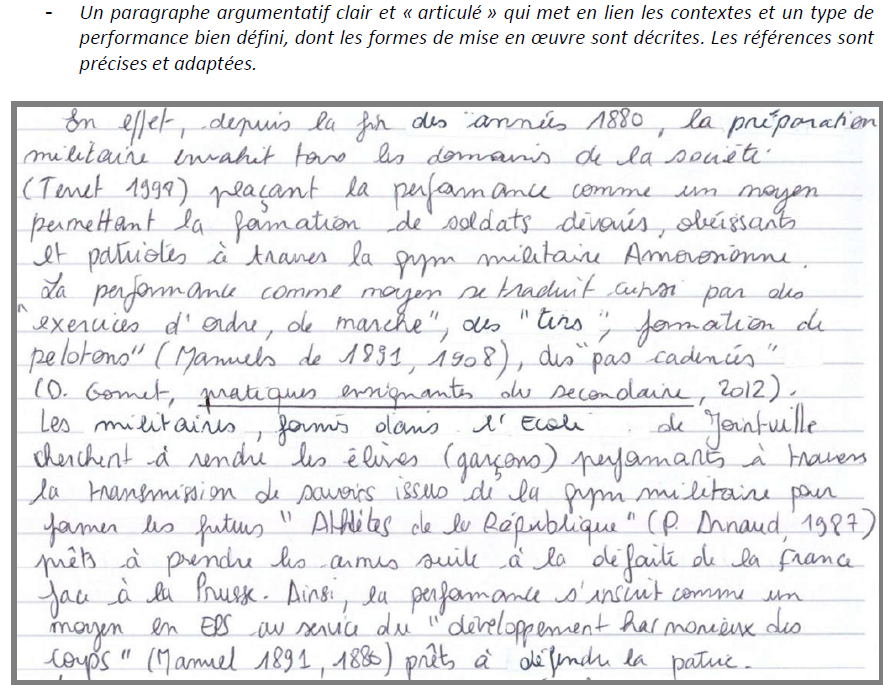 - Un paragraphe argumentatif clair et « articulé » qui met en lien les contextes et un type de
performance bien défini, dont les formes de mise en œuvre sont décrites. Les références sont
précises et adaptées.
En effet, depuis la fin des années 1880, la préparation
militaire envahit tous les domaines de la société
(Tenet 1998) plaçant la performance comme un moyen
permettant la formation de soldats dévoués, obéissants
et patriotes à travers la gym militaire Amorosienne.
La performance comme moyen se traduit aussi par des
"exercices d'ordre, de marche", des "tirs", formation de
pelotons" (Manuels de 1891, 1908), des "pas cadencés"
(D. Gomet, pratiques enseignantes du secondaire, 2012).
Les militaires, formés dans l'Ecole de Joinville
cherchent à rendre les élèves (garçons) performants à travers
la transmission de savoirs issus de la gym militaire pour
former les futurs "Athlètes de la République" (P. Arnaud, 1987)
prêts à prendre les armes suite à la défaite de la France
face à la Prusse. Ainsi, la performance s'inscrit comme un
moyen en EPS au service du "développement harmonieux des
corps" (Manuel 1891, 1880) prêts à défendre la patrie.